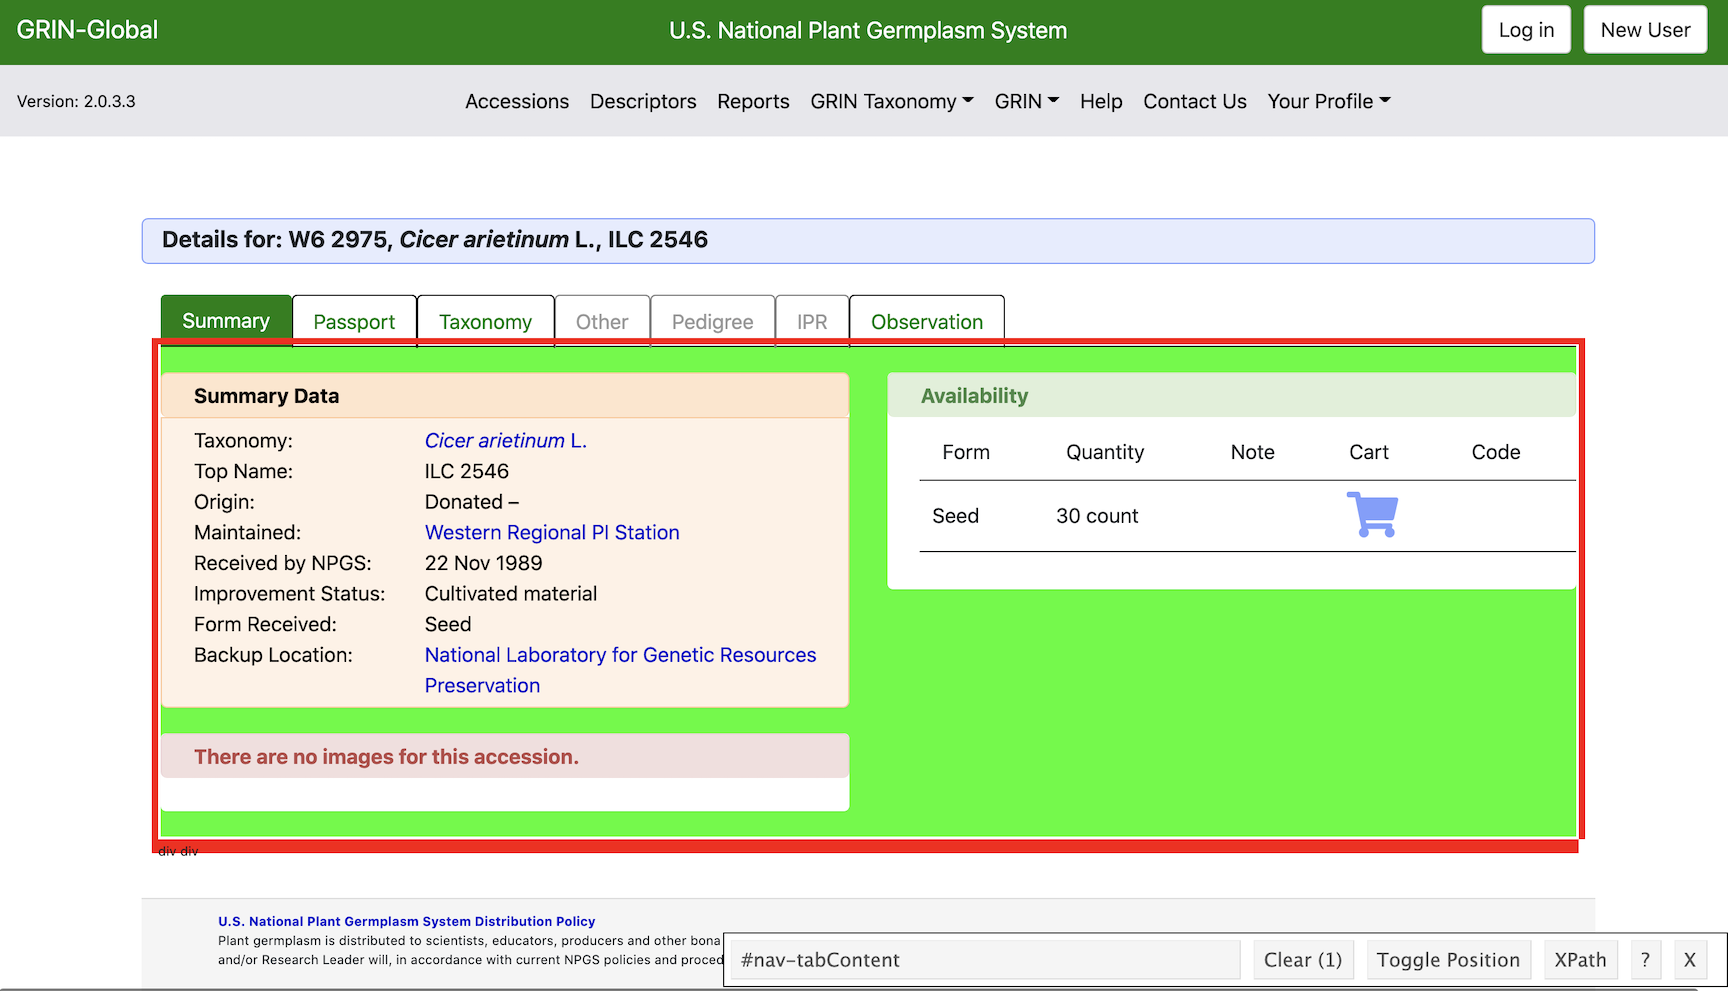 GRIN-Global
U.S. National Plant Germplasm System
Log in
New User
Version: 2.0.3.3
Accessions Descriptors Reports GRIN Taxonomy GRIN Help Contact Us Your Profile
Details for: W6 2975, Cicer arietinum L., ILC 2546
Summary Passport Taxonomy Other Pedigree IPR Observation
Summary Data
Taxonomy: Cicer arietinum L.
Top Name: ILC 2546
Origin: Donated –
Maintained: Western Regional PI Station
Received by NPGS: 22 Nov 1989
Improvement Status: Cultivated material
Form Received: Seed
Backup Location: National Laboratory for Genetic Resources
Preservation
There are no images for this accession.
Availability
Form Quantity Note Cart Code
Seed 30 count
div div
U.S. National Plant Germplasm System Distribution Policy
Plant germplasm is distributed to scientists, educators, producers and other bona
and/or Research Leader will, in accordance with current NPGS policies and proced
#nav-tabContent
Clear (1)
Toggle Position
XPath
?
X